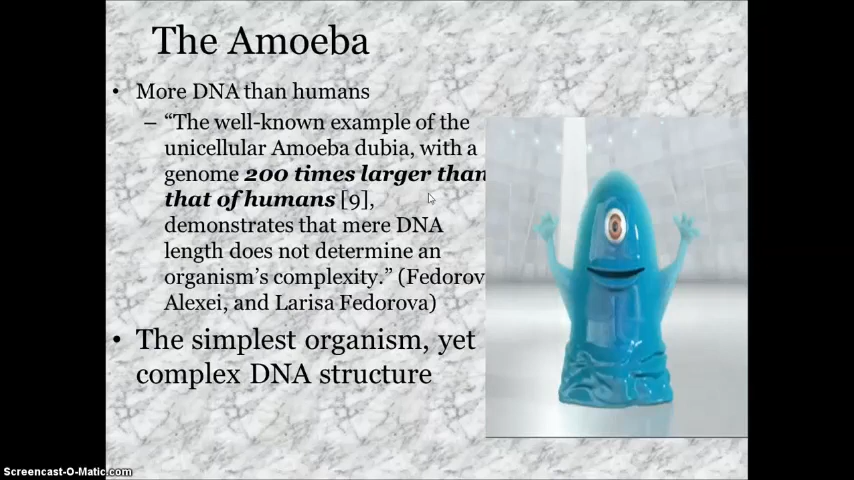 The Amoeba
• More DNA than humans
– “The well-known example of the
unicellular Amoeba dubia, with a
genome 200 times larger than
that of humans [9],
demonstrates that mere DNA
length does not determine an
organism’s complexity.” (Fedorov
Alexei, and Larisa Fedorova)
• The simplest organism, yet
complex DNA structure
Screencast-O-Matic.com